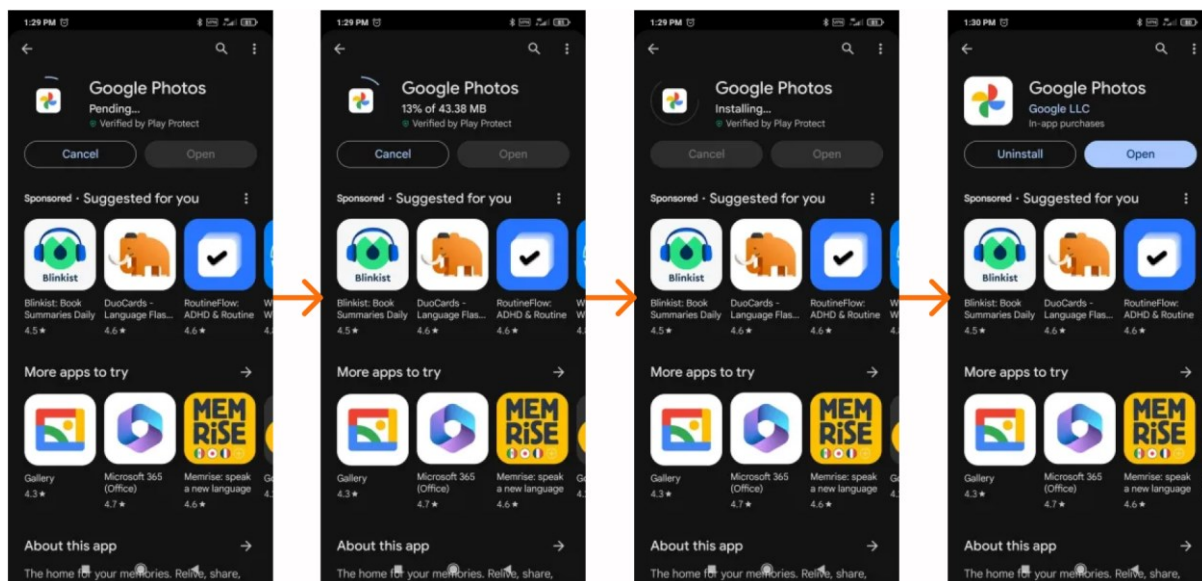 1:29 PM
Google Photos
Pending...
Verified by Play Protect
Cancel Open
Sponsored · Suggested for you
Blinkist
Blinkist: Book DuoCards - RoutineFlow: W
Summaries Daily Language Flas... ADHD & Routine W
4.5★ 4.6★ 4.6★ 4.
More apps to try
MEM
RiSE
Gallery Microsoft 365 Memrise: speak G
(Office) a new language
4.3★ 4.7★ 4.6★
About this app
The home for your memories. Relive, share,
1:29 PM
Google Photos
13% of 43.38 MB
Verified by Play Protect
Cancel Open
Sponsored · Suggested for you
Blinkist
Blinkist: Book DuoCards - RoutineFlow: W
Summaries Daily Language Flas... ADHD & Routine W
4.5★ 4.6★ 4.6★ 4.
More apps to try
MEM
RiSE
Gallery Microsoft 365 Memrise: speak G
(Office) a new language
4.3★ 4.7★ 4.6★
About this app
The home for your memories. Relive, share,
1:29 PM
Google Photos
Installing...
Verified by Play Protect
Cancel Open
Sponsored · Suggested for you
Blinkist
Blinkist: Book DuoCards - RoutineFlow: W
Summaries Daily Language Flas... ADHD & Routine W
4.5★ 4.6★ 4.6★ 4.
More apps to try
MEM
RiSE
Gallery Microsoft 365 Memrise: speak G
(Office) a new language
4.3★ 4.7★ 4.6★
About this app
The home for your memories. Relive, share,
1:30 PM
Google Photos
Google LLC
In-app purchases
Uninstall Open
Sponsored · Suggested for you
Blinkist
Blinkist: Book DuoCards - RoutineFlow:
Summaries Daily Language Flas... ADHD & Routine
4.5★ 4.6★ 4.6★
More apps to try
MEM
RiSE
Gallery Microsoft 365 Memrise: speak
(Office) a new language
4.3★ 4.7★ 4.6★
About this app
The home for your memories. Relive, share,